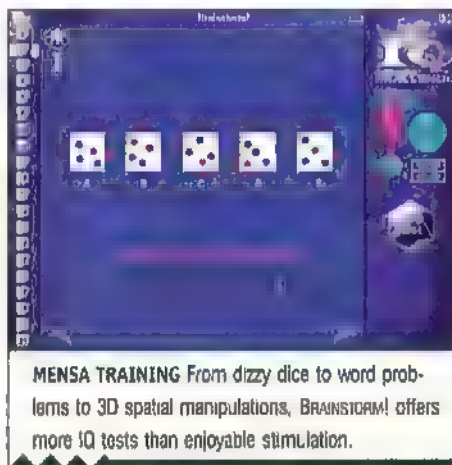 MENSA TRAINING From dizzy dice to word prob-
lems to 3D spatial manipulations, BRAINSTORM! offers
more IQ tests than enjoyable stimulation.